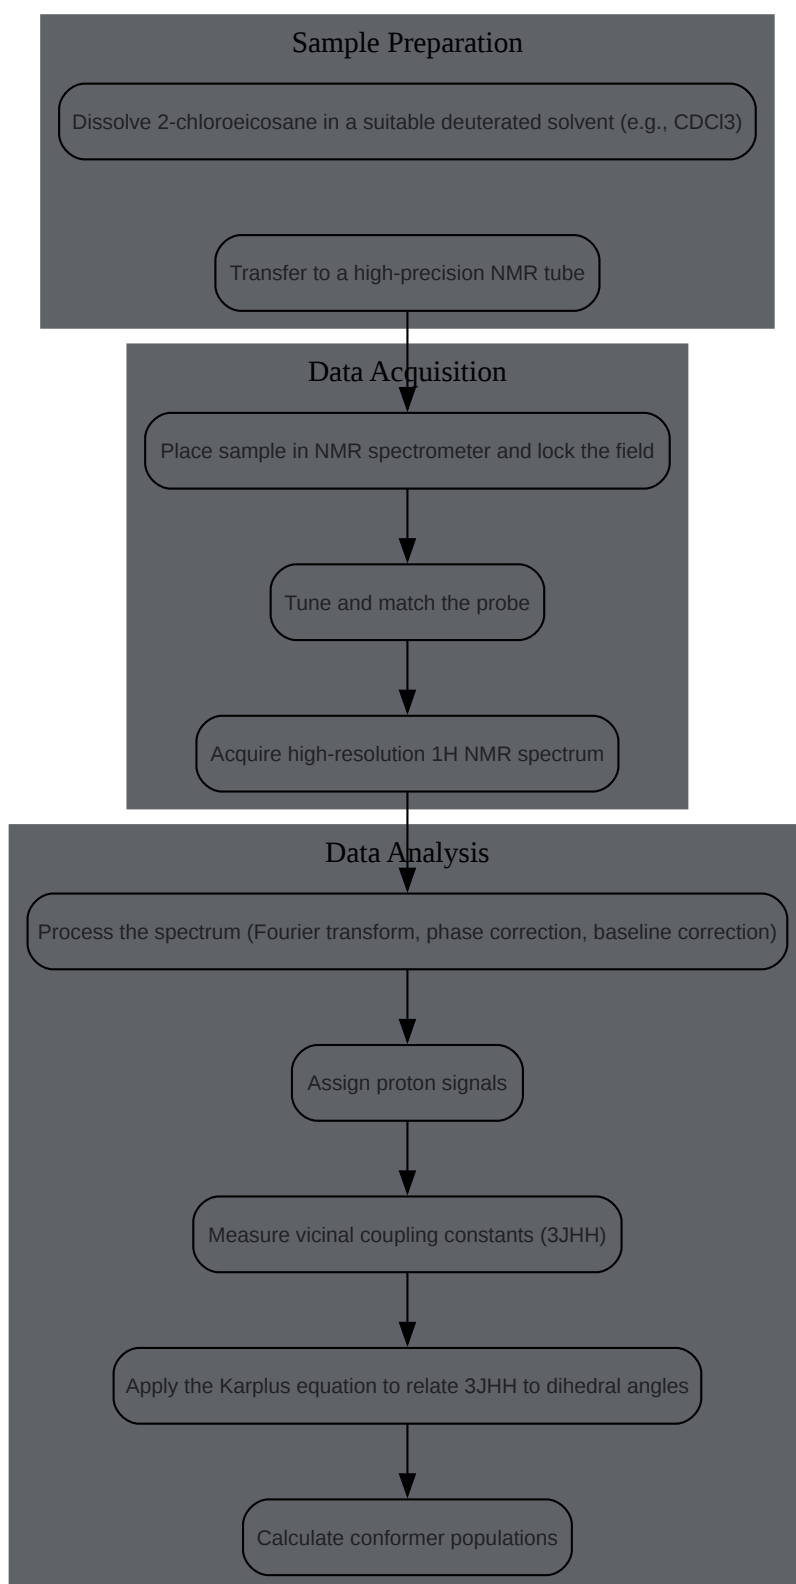 Sample Preparation
Dissolve 2-chloroeicosane in a suitable deuterated solvent (e.g., CDCl3)
Transfer to a high-precision NMR tube
Data Acquisition
Place sample in NMR spectrometer and lock the field
Tune and match the probe
Acquire high-resolution 1H NMR spectrum
Data Analysis
Process the spectrum (Fourier transform, phase correction, baseline correction)
Assign proton signals
Measure vicinal coupling constants (3JHH)
Apply the Karplus equation to relate 3JHH to dihedral angles
Calculate conformer populations